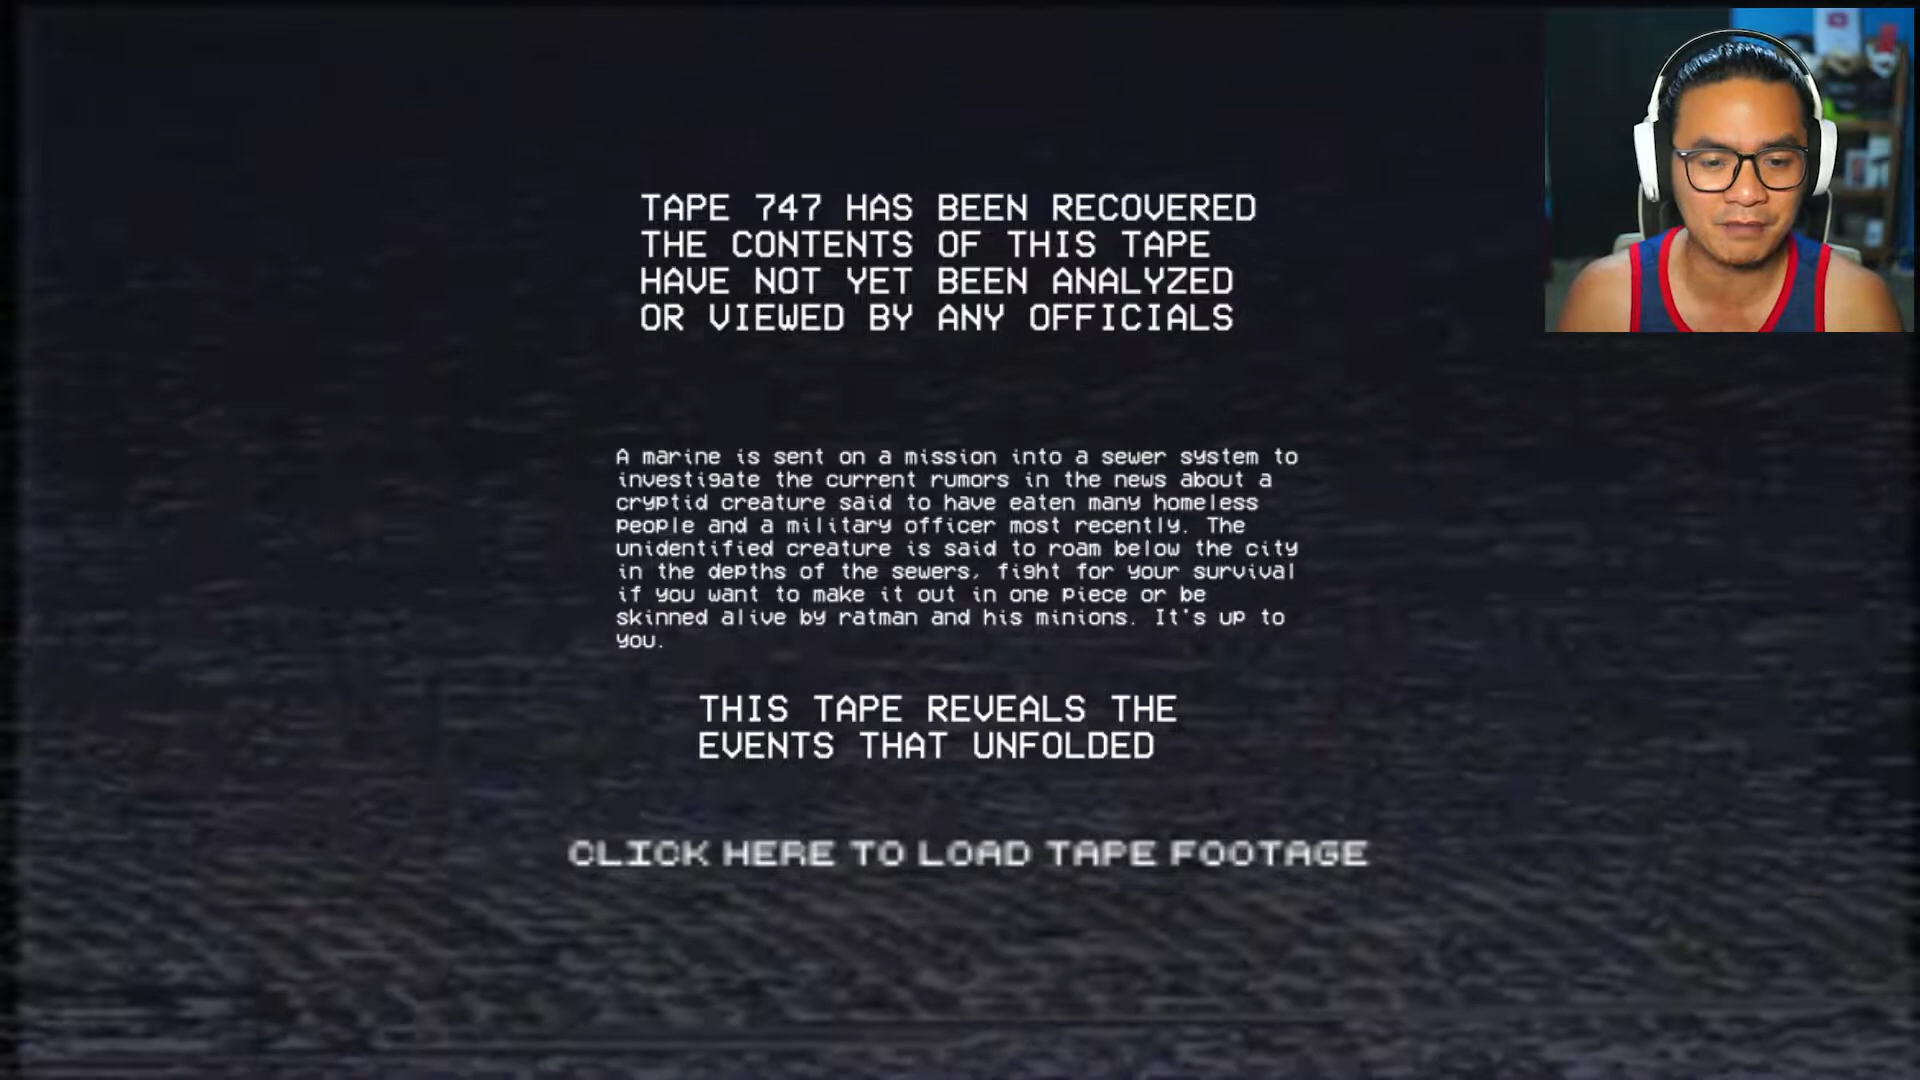 TAPE 747 HAS BEEN RECOVERED
THE CONTENTS OF THIS TAPE
HAVE NOT YET BEEN ANALYZED
OR VIEWED BY ANY OFFICIALS
A marine is sent on a mission into a sewer system to
investigate the current rumors in the news about a
cryptid creature said to have eaten many homeless
people and a military officer most recently. The
unidentified creature is said to roam below the city
in the depths of the sewers, fight for your survival
if you want to make it out in one piece or be
skinned alive by ratman and his minions. It's up to
you.
THIS TAPE REVEALS THE
EVENTS THAT UNFOLDED
CLICK HERE TO LOAD TAPE FOOTAGE